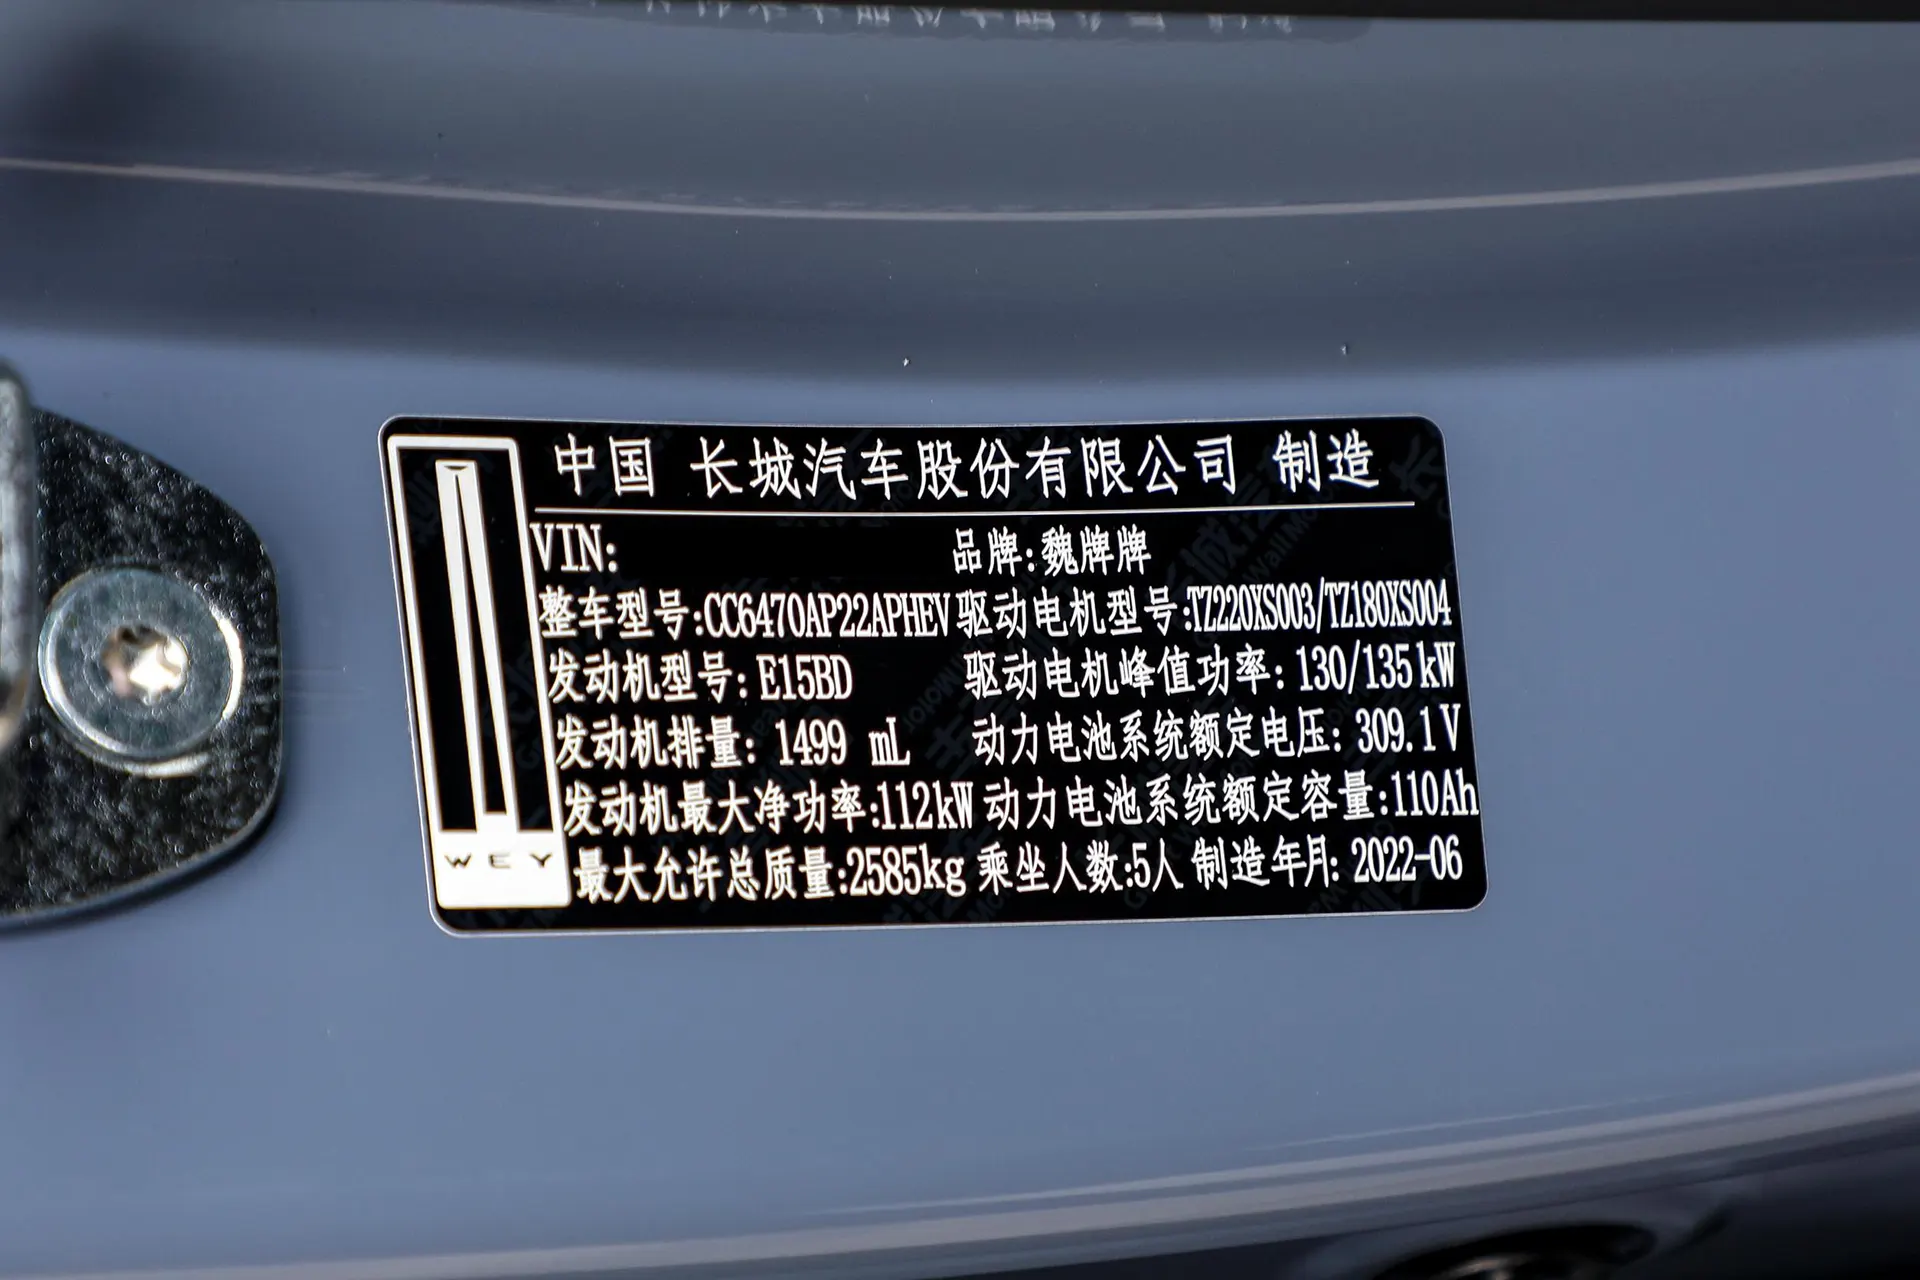 中国 长城汽车股份有限公司 制造
VIN: 品牌:魏牌牌
整车型号:CC6470AP22APHEV 驱动电机型号:TZ220XS003/TZ180XS004
发动机型号: E15BD 驱动电机峰值功率: 130/135kW
发动机排量: 1499 mL 动力电池系统额定电压: 309.1V
发动机最大净功率:112kW 动力电池系统额定容量:110Ah
最大允许总质量:2585kg 乘坐人数:5人 制造年月: 2022-06
WEY